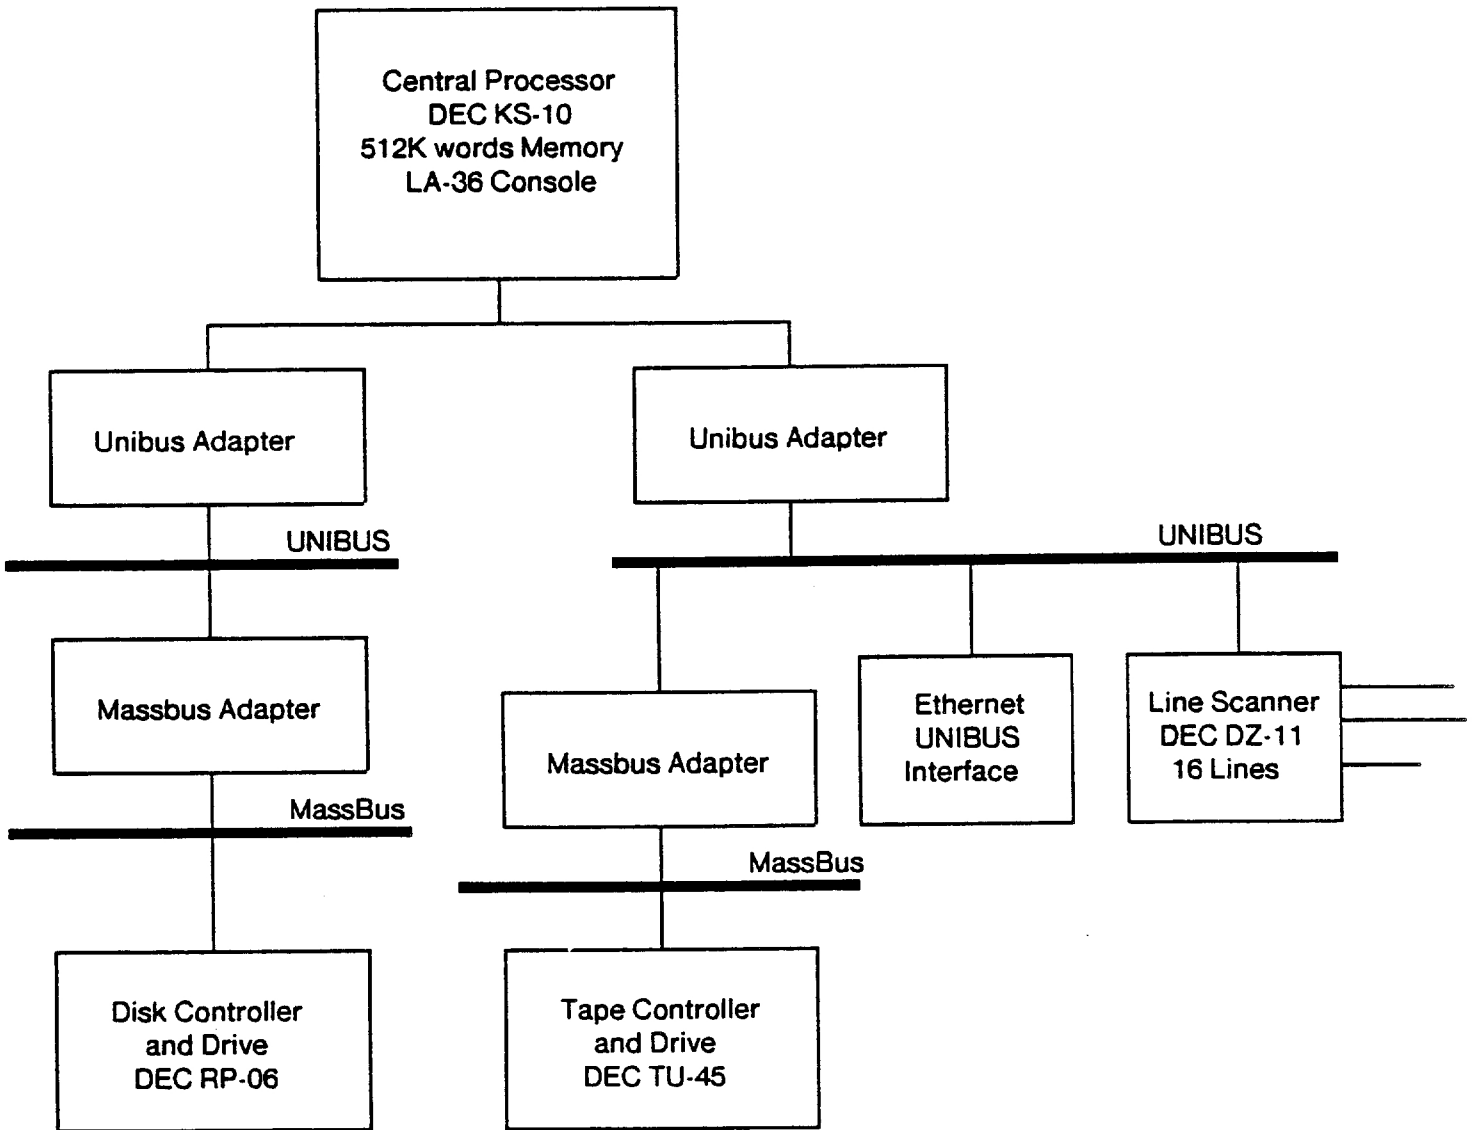 Central Processor
DEC KS-10
512K words Memory
LA-36 Console
Unibus Adapter
Unibus Adapter
UNIBUS
UNIBUS
Massbus Adapter
Massbus Adapter
Ethernet
UNIBUS
Interface
Line Scanner
DEC DZ-11
16 Lines
MassBus
MassBus
Disk Controller
and Drive
DEC RP-06
Tape Controller
and Drive
DEC TU-45